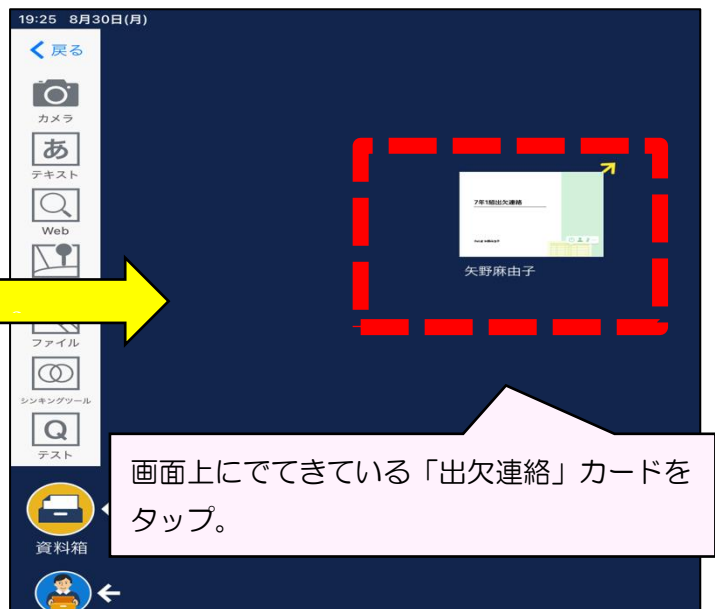 19:25 8月30日(月)
戻る
カメラ
あ
テキスト
Web
ファイル
シンキングツール
Q
テスト
資料箱
7年1組出欠連絡
矢野麻由子
画面上にでてきている「出欠連絡」カードを
タップ。